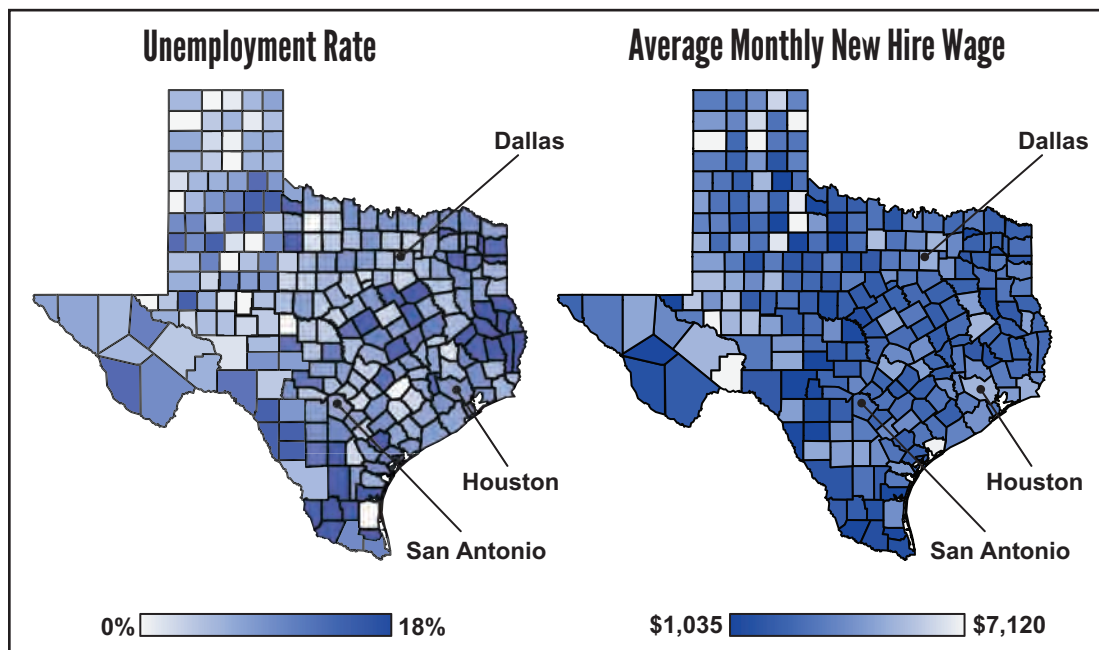 Unemployment Rate
Average Monthly New Hire Wage
Dallas
Dallas
Houston
Houston
San Antonio
San Antonio
0%
18%
$1,035
$7,120